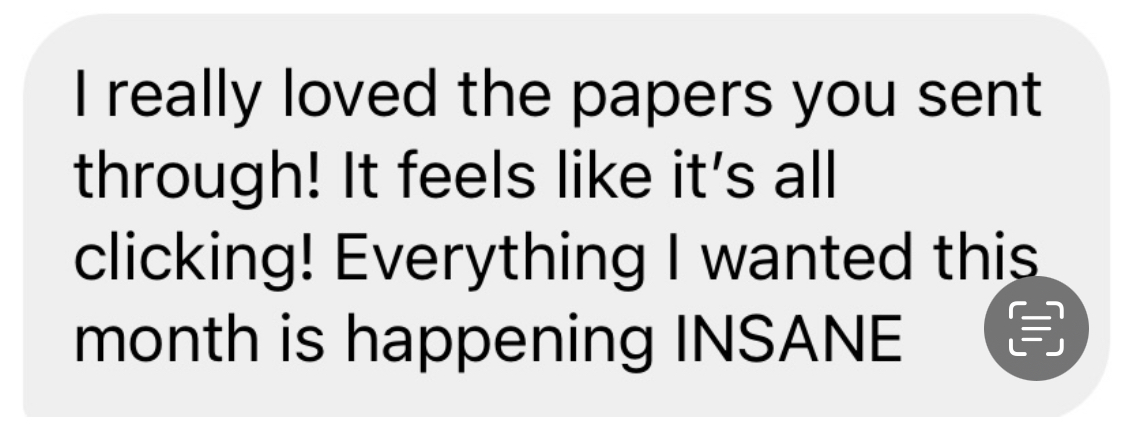 I really loved the papers you sent
through! It feels like it’s all
clicking! Everything I wanted this
month is happening INSANE